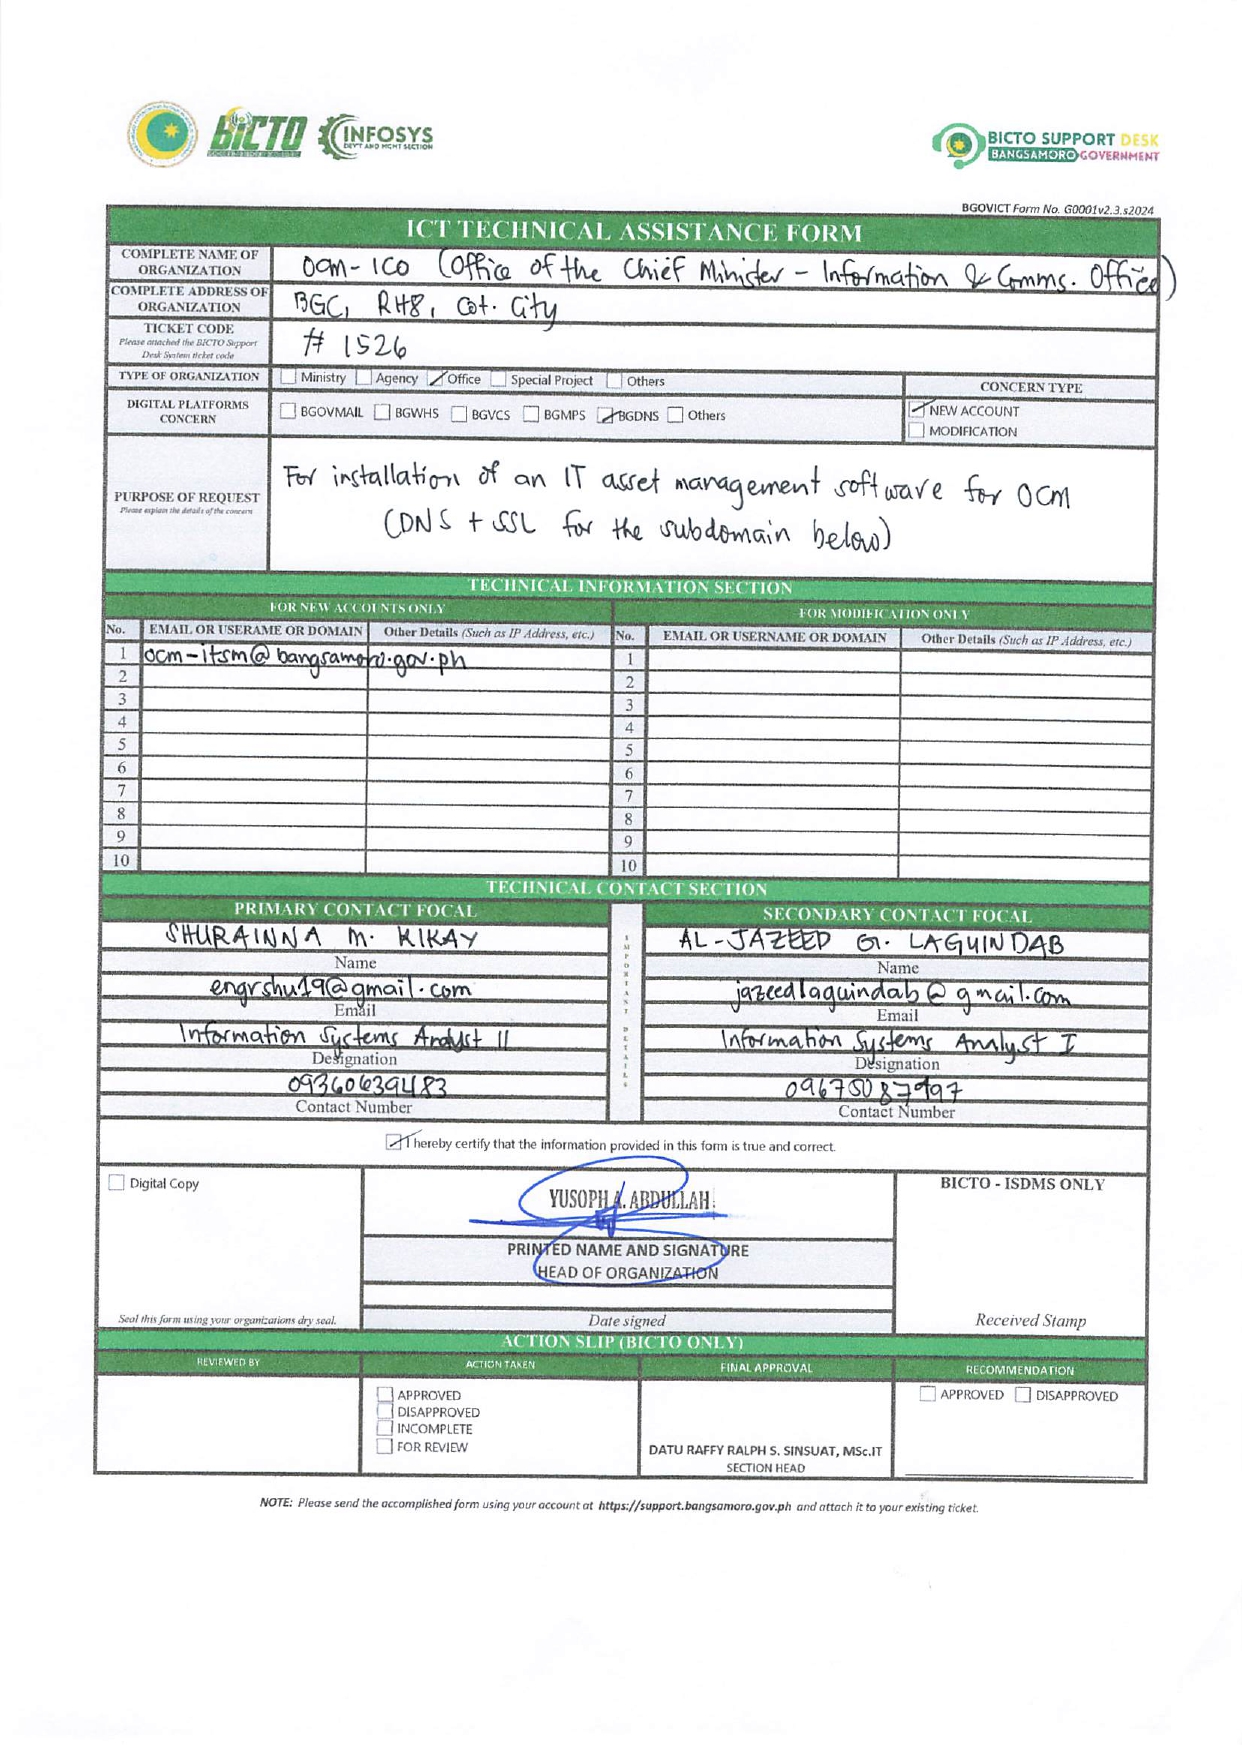 BICTO INFOSYS
DEV'T AND MGMT SECTION
BICTO SUPPORT DESK
BANGSAMORO GOVERNMENT
BGOVICT Form No. G0001v2.3.s2024
ICT TECHNICAL ASSISTANCE FORM
COMPLETE NAME OF ORGANIZATION OCM-ICO (Office of the Chief Minister - Information & Comms. Office)
COMPLETE ADDRESS OF ORGANIZATION BGC, RH8, Cot. City
TICKET CODE # 1526
Please attached the BICTO Support Desk System ticket code
TYPE OF ORGANIZATION Ministry Agency Office Special Project Others
CONCERN TYPE
DIGITAL PLATFORMS CONCERN BGOVMAIL BGWHS BGVCS BGMPS BGDNS Others
NEW ACCOUNT
MODIFICATION
PURPOSE OF REQUEST
Please explain the details of the concern
For installation of an IT asset management software for OCM
(DNS + SSL for the subdomain below)
TECHNICAL INFORMATION SECTION
FOR NEW ACCOUNTS ONLY FOR MODIFICATION ONLY
No. EMAIL OR USERAME OR DOMAIN Other Details (Such as IP Address, etc.) No. EMAIL OR USERNAME OR DOMAIN Other Details (Such as IP Address, etc.)
1 ocm-itsm@bangsamoro.gov.ph 1
2 2
3 3
4 4
5 5
6 6
7 7
8 8
9 9
10 10
TECHNICAL CONTACT SECTION
PRIMARY CONTACT FOCAL SECONDARY CONTACT FOCAL
IMPORTANT DETAILS
SHURAINNA M. KIKAY AL-JAZEED G. LAGUINDAB
Name Name
engrshu19@gmail.com jazeedlaguindab@gmail.com
Email Email
Information Systems Analyst II Information Systems Analyst I
Designation Designation
09360639483 09675087997
Contact Number Contact Number
I hereby certify that the information provided in this form is true and correct.
Digital Copy
YUSOPH A. ABDULLAH
BICTO - ISDMS ONLY
PRINTED NAME AND SIGNATURE
HEAD OF ORGANIZATION
Seal this form using your organizations dry seal. Date signed Received Stamp
ACTION SLIP (BICTO ONLY)
REVIEWED BY ACTION TAKEN FINAL APPROVAL RECOMMENDATION
APPROVED APPROVED DISAPPROVED
DISAPPROVED
INCOMPLETE
FOR REVIEW
DATU RAFFY RALPH S. SINSUAT, MSc.IT
SECTION HEAD
NOTE: Please send the accomplished form using your account at https://support.bangsamoro.gov.ph and attach it to your existing ticket.